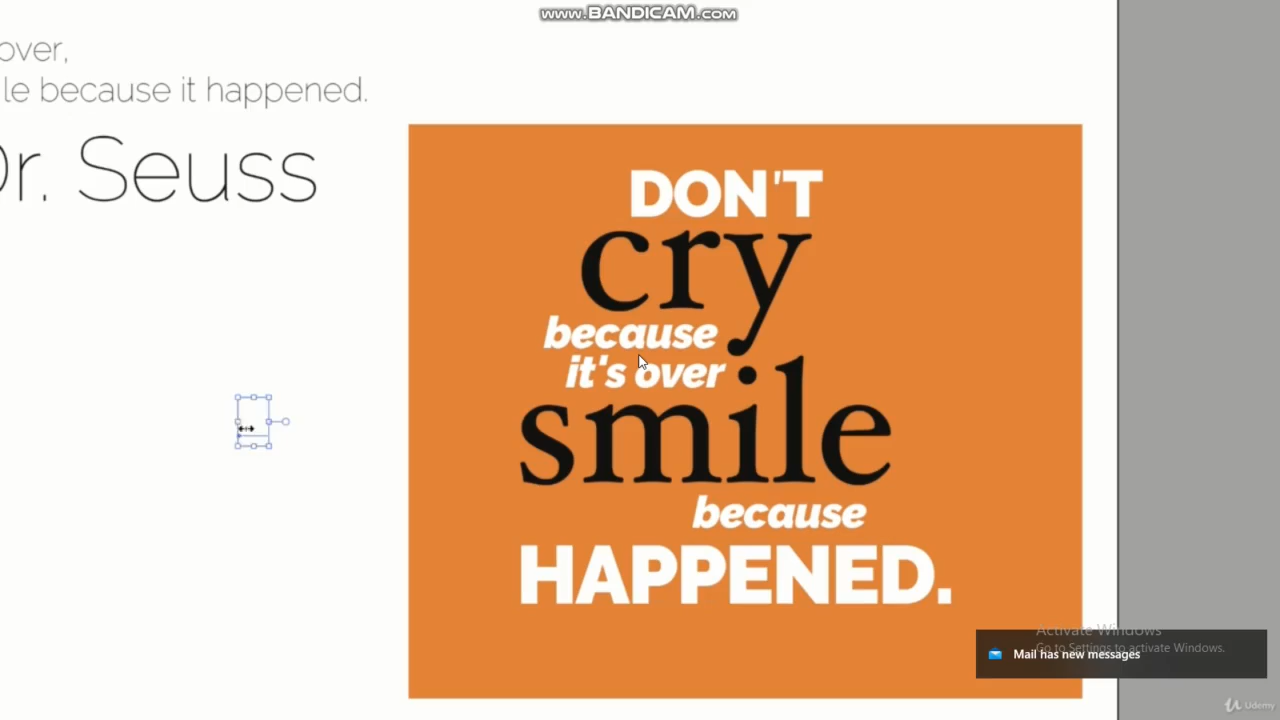 www.BANDICAM.com
over,
le because it happened.
Dr. Seuss
DON'T
cry
because
it's over
smile
because
HAPPENED.
Activate Windows
Go to Settings to activate Windows.
Mail has new messages
Udemy